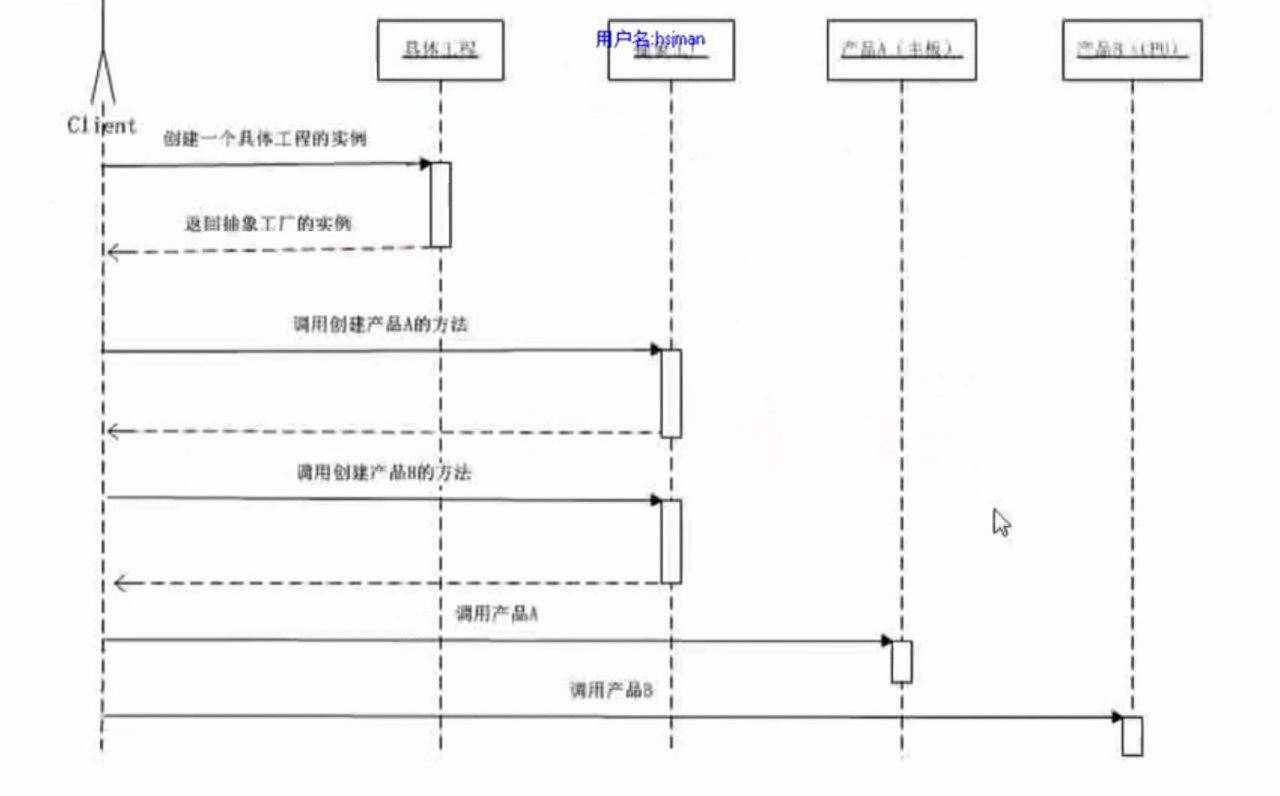 具体工程
用户名:hsiman
产品A（主板）
产品B（CPU）
Client
创建一个具体工程的实例
返回抽象工厂的实例
调用创建产品A的方法
调用创建产品B的方法
调用产品A
调用产品B